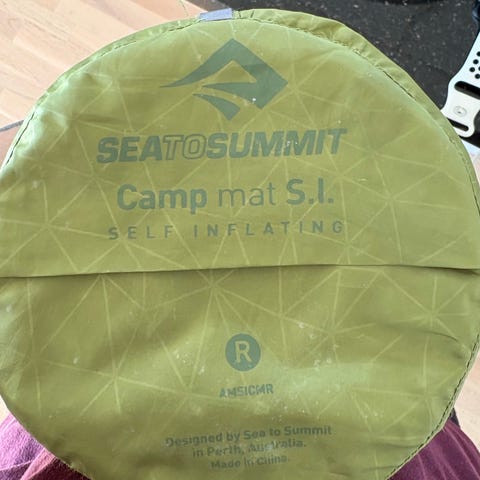 SEATOSUMMIT
Camp mat S.I.
SELF INFLATING
R
AMSICMR
Designed by Sea to Summit
in Perth, Australia.
Made in China.